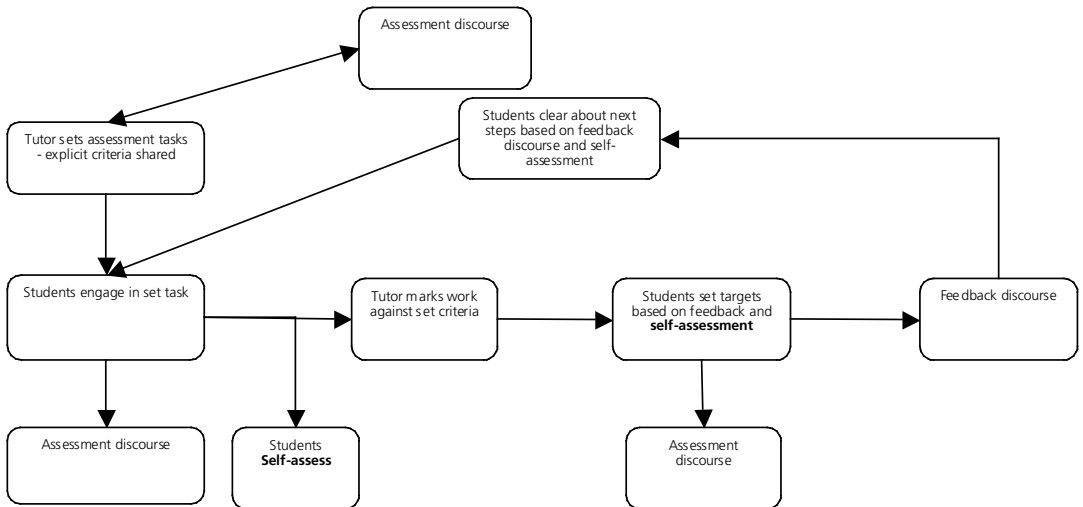 Assessment discourse
Students clear about next
steps based on feedback
discourse and self-
assessment
Tutor sets assessment tasks
- explicit criteria shared
Students engage in set task
Tutor marks work
against set criteria
Students set targets
based on feedback and
self-assessment
Feedback discourse
Assessment discourse
Students
Self-assess
Assessment
discourse